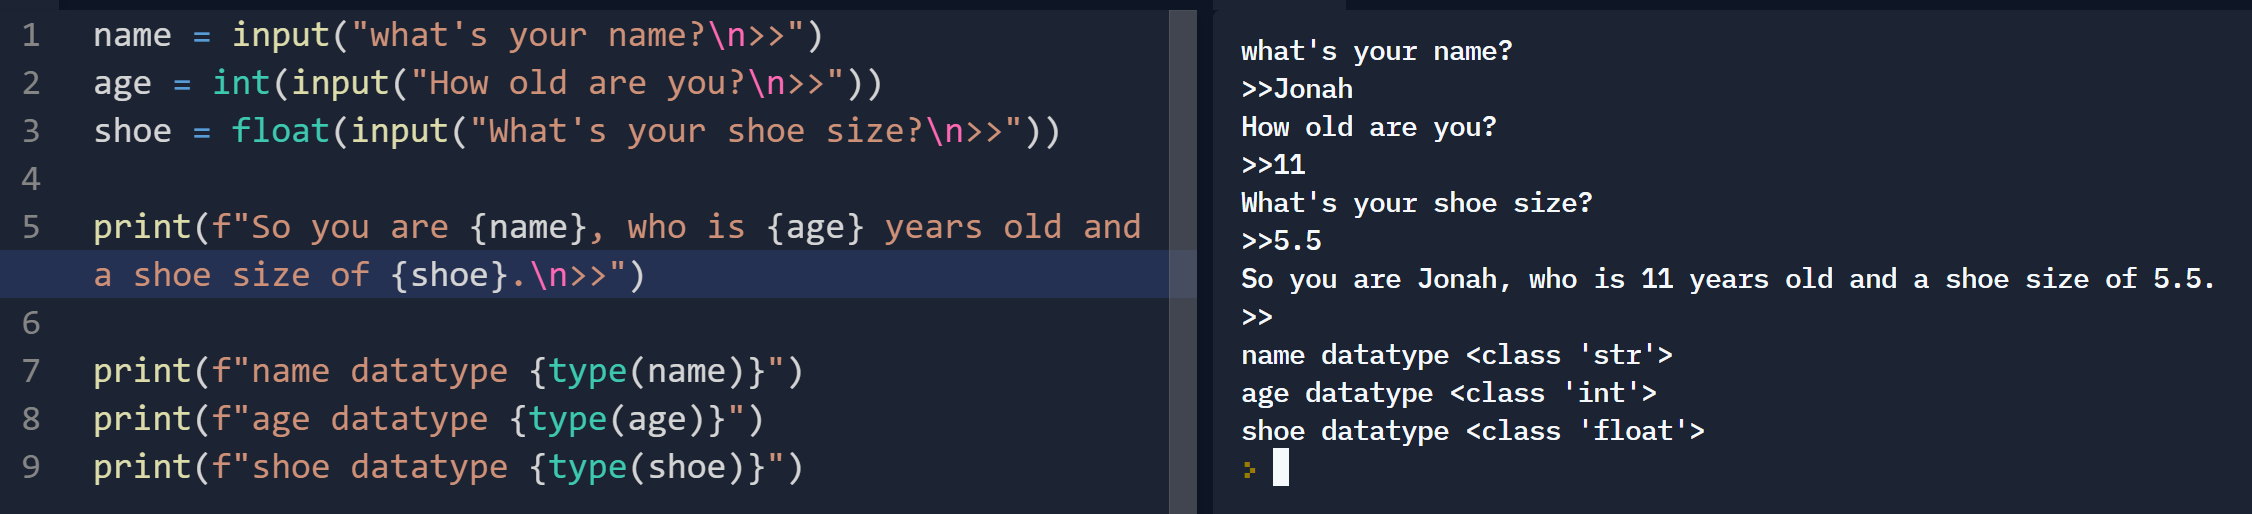 1 name = input("what's your name?\n>>")
2 age = int(input("How old are you?\n>>"))
3 shoe = float(input("What's your shoe size?\n>>"))
4
5 print(f"So you are {name}, who is {age} years old and
a shoe size of {shoe}.\n>>")
6
7 print(f"name datatype {type(name)}")
8 print(f"age datatype {type(age)}")
9 print(f"shoe datatype {type(shoe)}")
what's your name?
>>Jonah
How old are you?
>>11
What's your shoe size?
>>5.5
So you are Jonah, who is 11 years old and a shoe size of 5.5.
>>
name datatype <class 'str'>
age datatype <class 'int'>
shoe datatype <class 'float'>
>